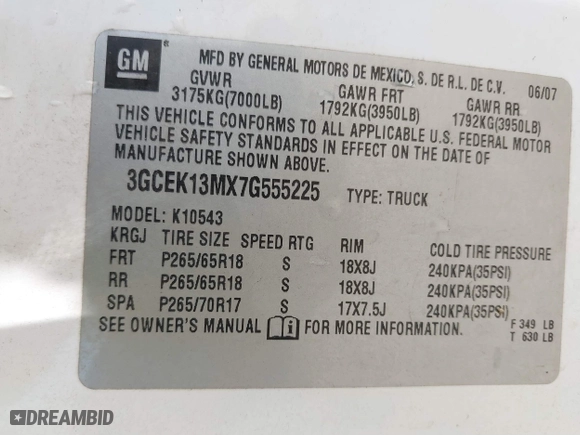 GM ®
MFD BY GENERAL MOTORS DE MEXICO, S. DE R.L. DE C.V. 06/07
GVWR GAWR FRT GAWR RR
3175KG(7000LB) 1792KG(3950LB) 1792KG(3950LB)
THIS VEHICLE CONFORMS TO ALL APPLICABLE U.S. FEDERAL MOTOR
VEHICLE SAFETY STANDARDS IN EFFECT ON THE DATE OF
MANUFACTURE SHOWN ABOVE.
3GCEK13MX7G555225 TYPE: TRUCK
MODEL: K10543
KRGJ TIRE SIZE SPEED RTG RIM COLD TIRE PRESSURE
FRT P265/65R18 S 18X8J 240KPA(35PSI)
RR P265/65R18 S 18X8J 240KPA(35PSI)
SPA P265/70R17 S 17X7.5J 240KPA(35PSI)
SEE OWNER'S MANUAL FOR MORE INFORMATION.
F 349 LB
T 630 LB
DREAMBID